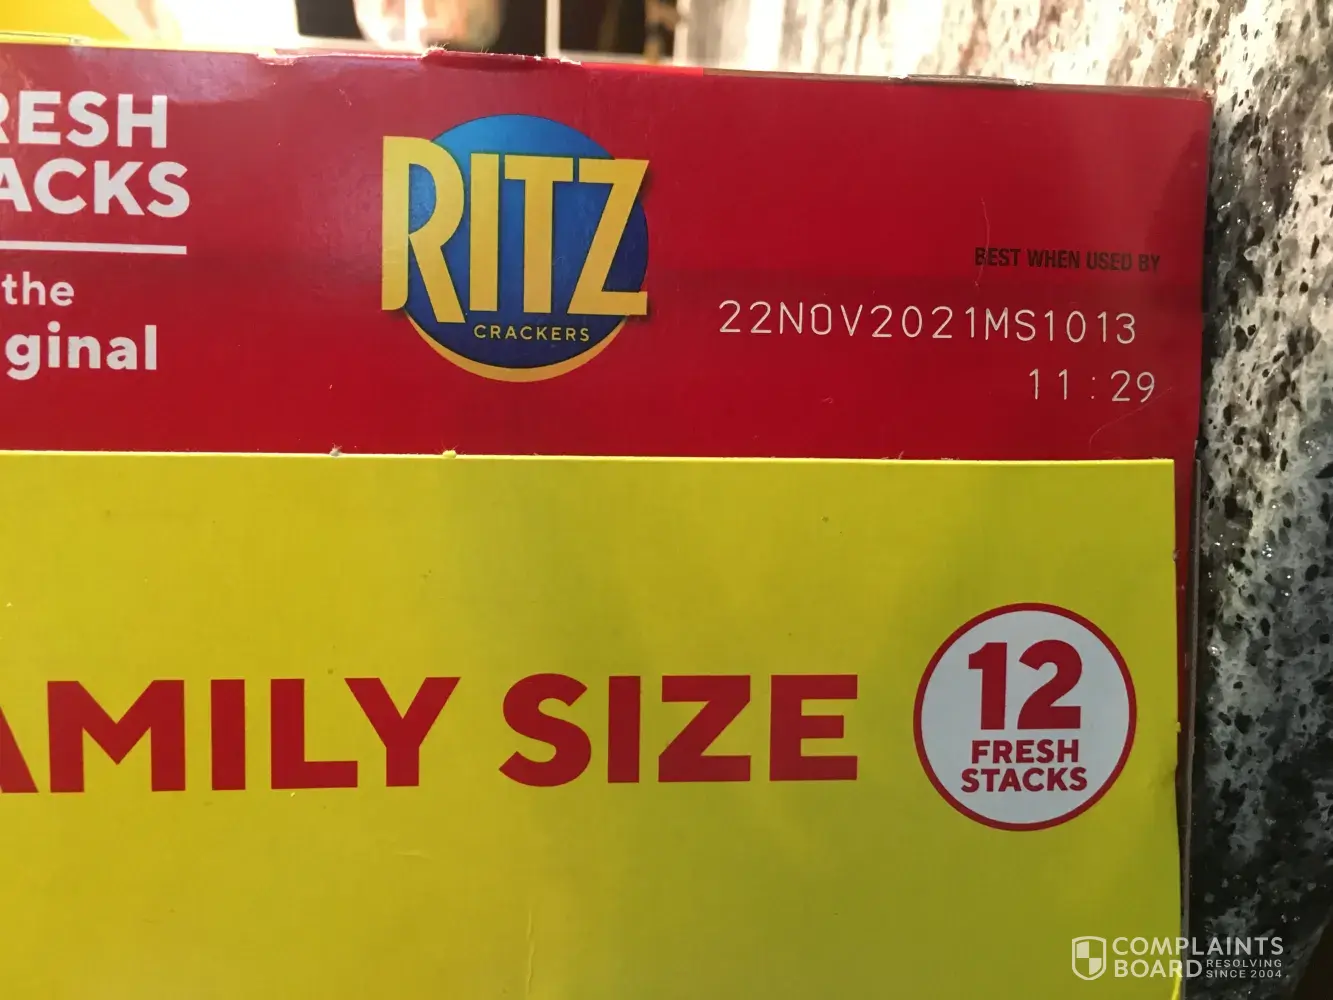 RESH
ACKS
the
ginal
RITZ
CRACKERS
BEST WHEN USED BY
22NOV2021MS1013
11:29
AMILY SIZE
12
FRESH
STACKS
COMPLAINTS
BOARD RESOLVING
SINCE 2004